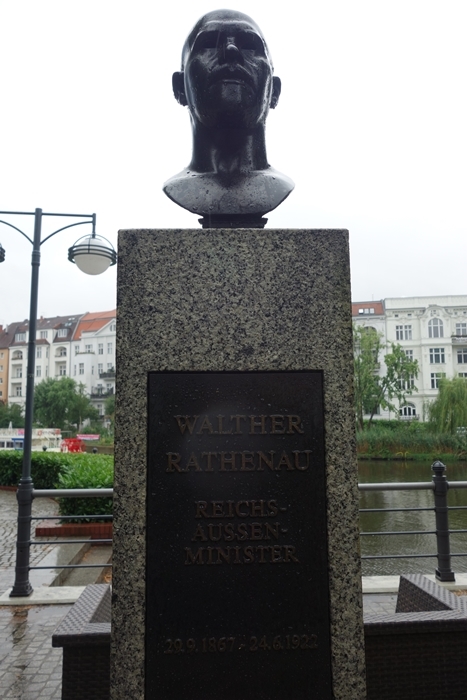 WALTHER
RATHENAU
REICHS-
AUSSEN-
MINISTER
29.9.1867-24.6.1922